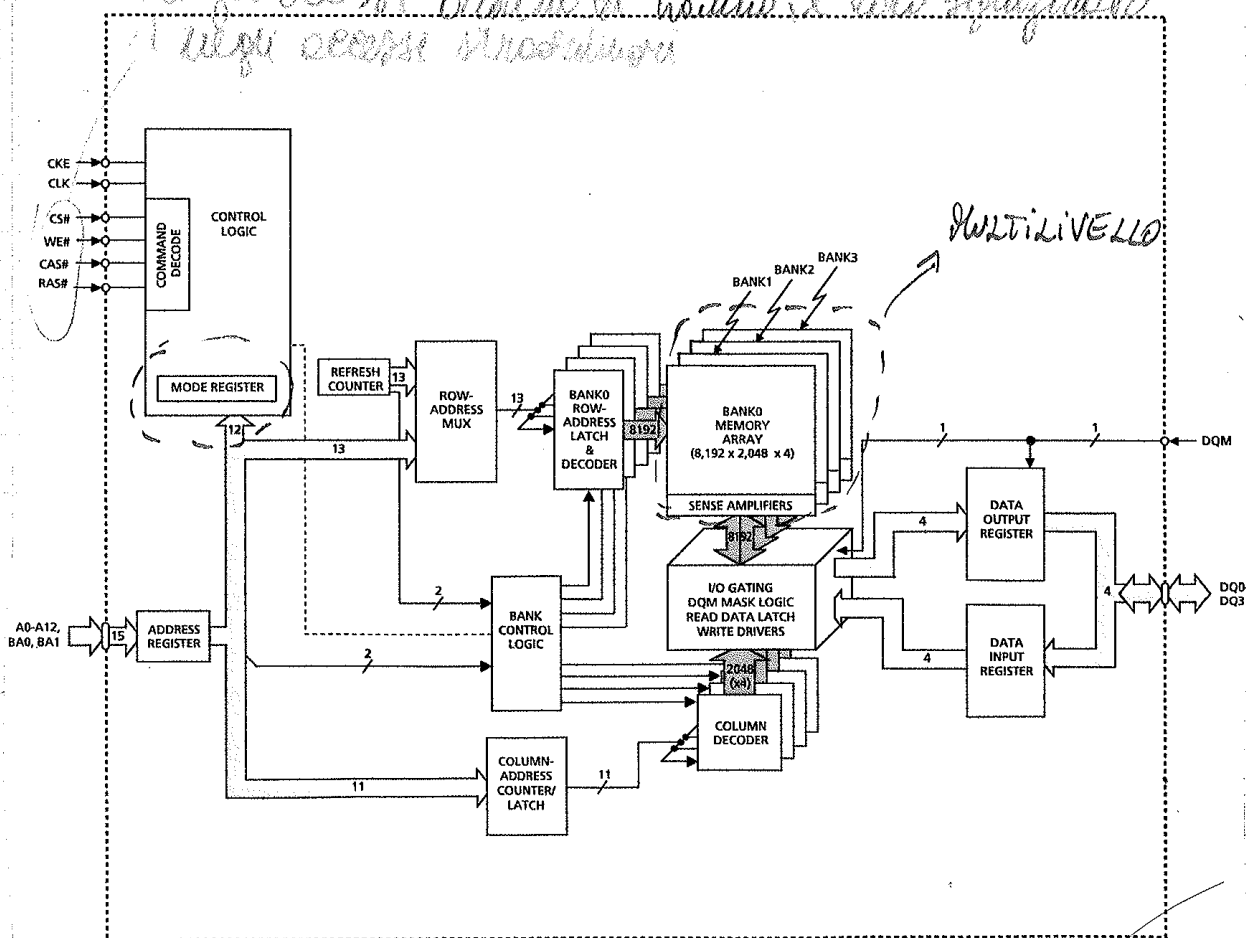 CKE
CLK
CS#
WE#
CAS#
RAS#
COMMAND
DECODE
CONTROL
LOGIC
MODE REGISTER
12
REFRESH
COUNTER
13
ROW-
ADDRESS
MUX
13
13
BANK0
ROW-
ADDRESS
LATCH
&
DECODER
8192
MULTILIVELLO
BANK3
BANK2
BANK1
BANK0
MEMORY
ARRAY
(8,192 x 2,048 x 4)
SENSE AMPLIFIERS
8192
1
1
DQM
I/O GATING
DQM MASK LOGIC
READ DATA LATCH
WRITE DRIVERS
4
DATA
OUTPUT
REGISTER
4
DATA
INPUT
REGISTER
4
DQ0-
DQ3
A0-A12,
BA0, BA1
15
ADDRESS
REGISTER
2
2
BANK
CONTROL
LOGIC
2048
(x4)
COLUMN
DECODER
11
COLUMN-
ADDRESS
COUNTER/
LATCH
11